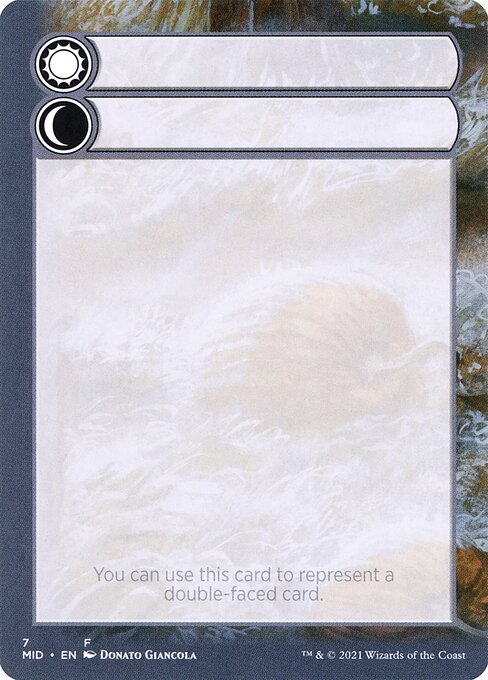 You can use this card to represent a
double-faced card.
7 F
MID • EN Donato Giancola
™ & © 2021 Wizards of the Coast